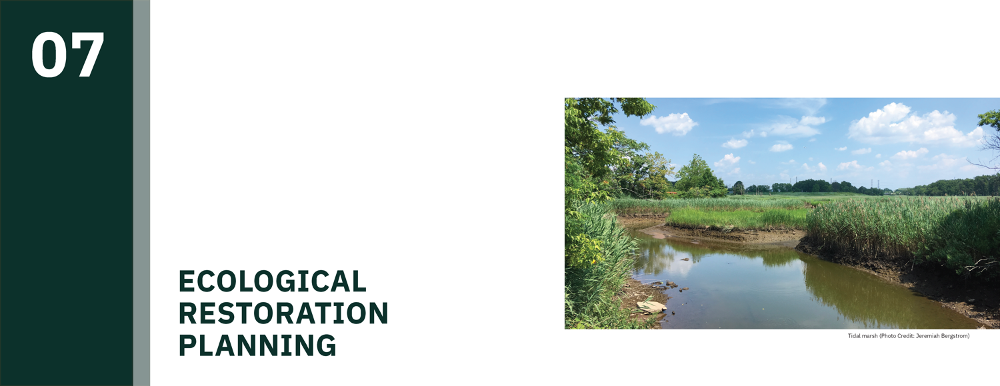 07
ECOLOGICAL
RESTORATION
PLANNING
Tidal marsh (Photo Credit: Jeremiah Bergstrom)